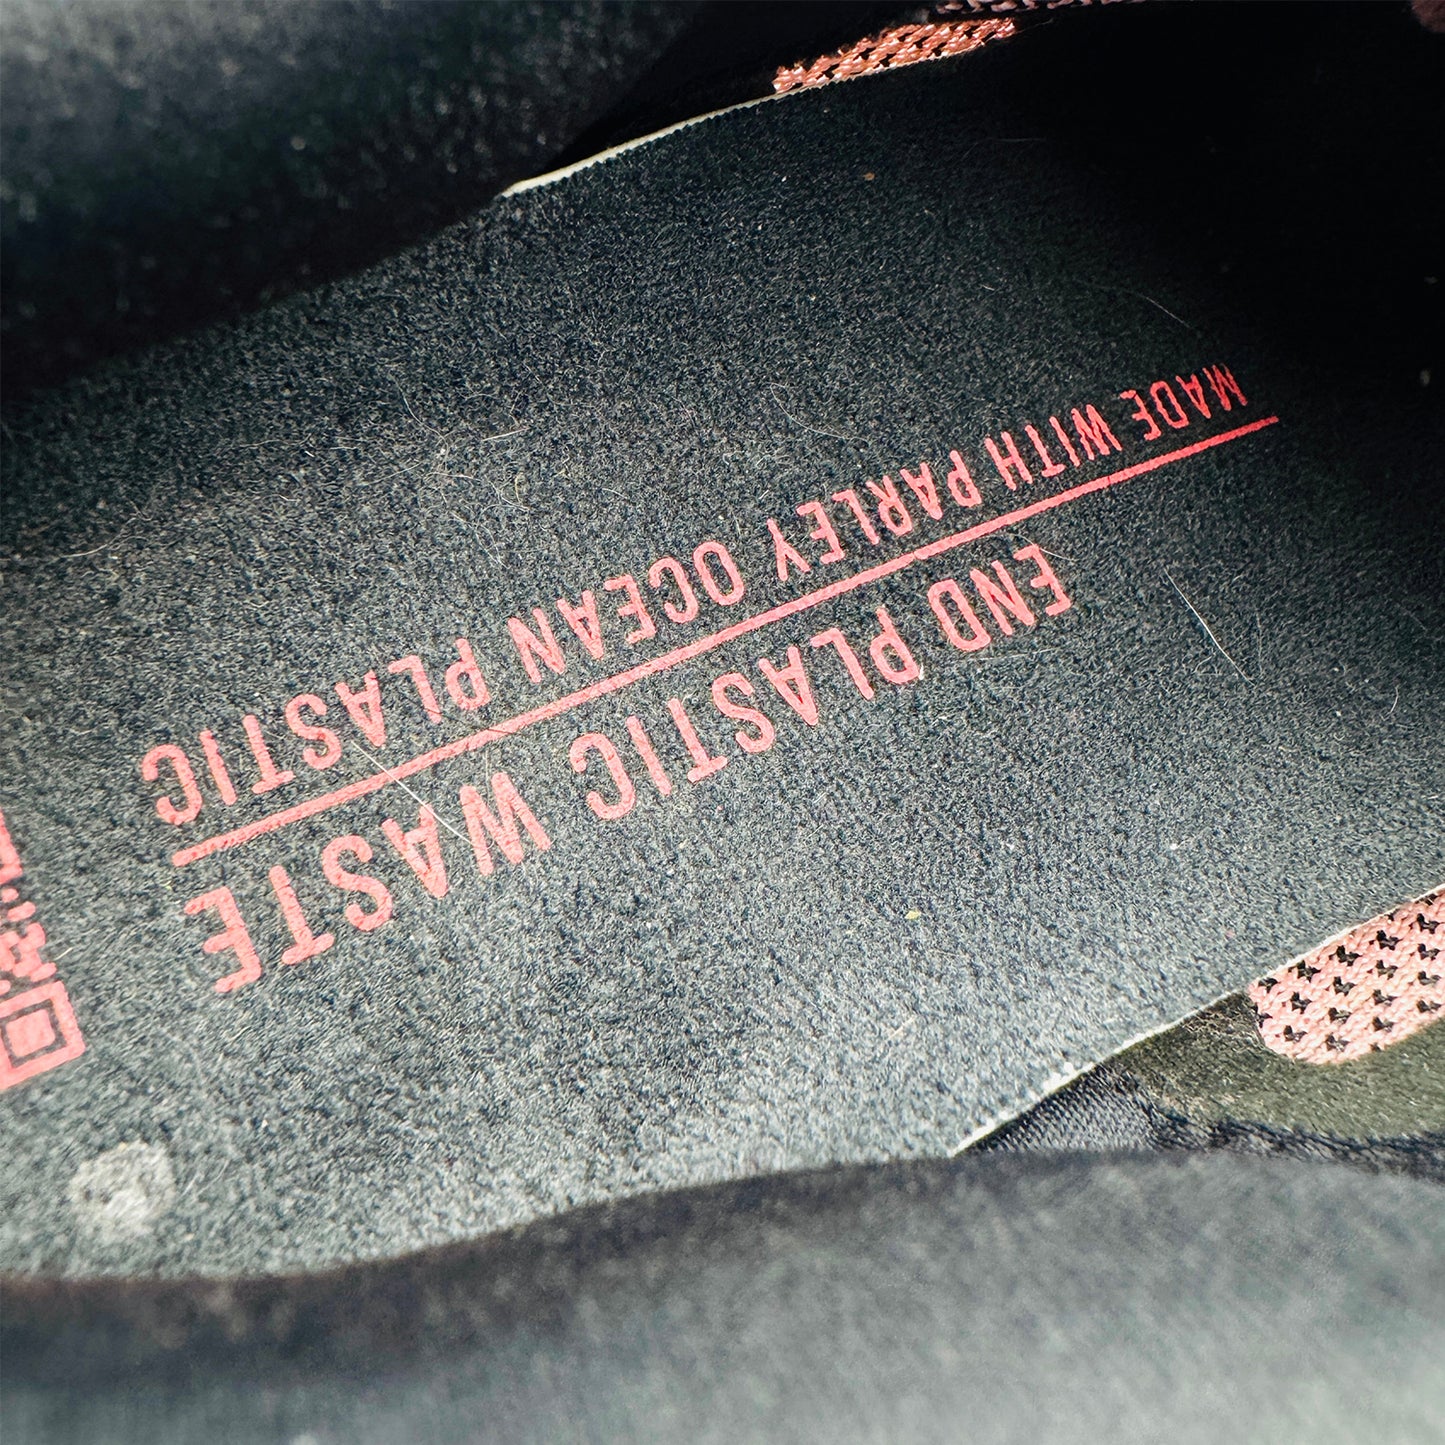 END PLASTIC WASTE
MADE WITH PARLEY OCEAN PLASTIC